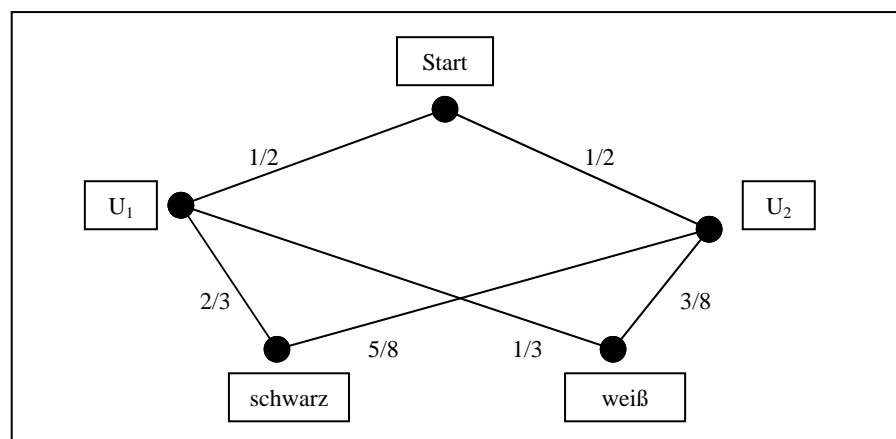 Start
1/2 1/2
U₁ U₂
2/3 3/8
5/8 1/3
schwarz weiß